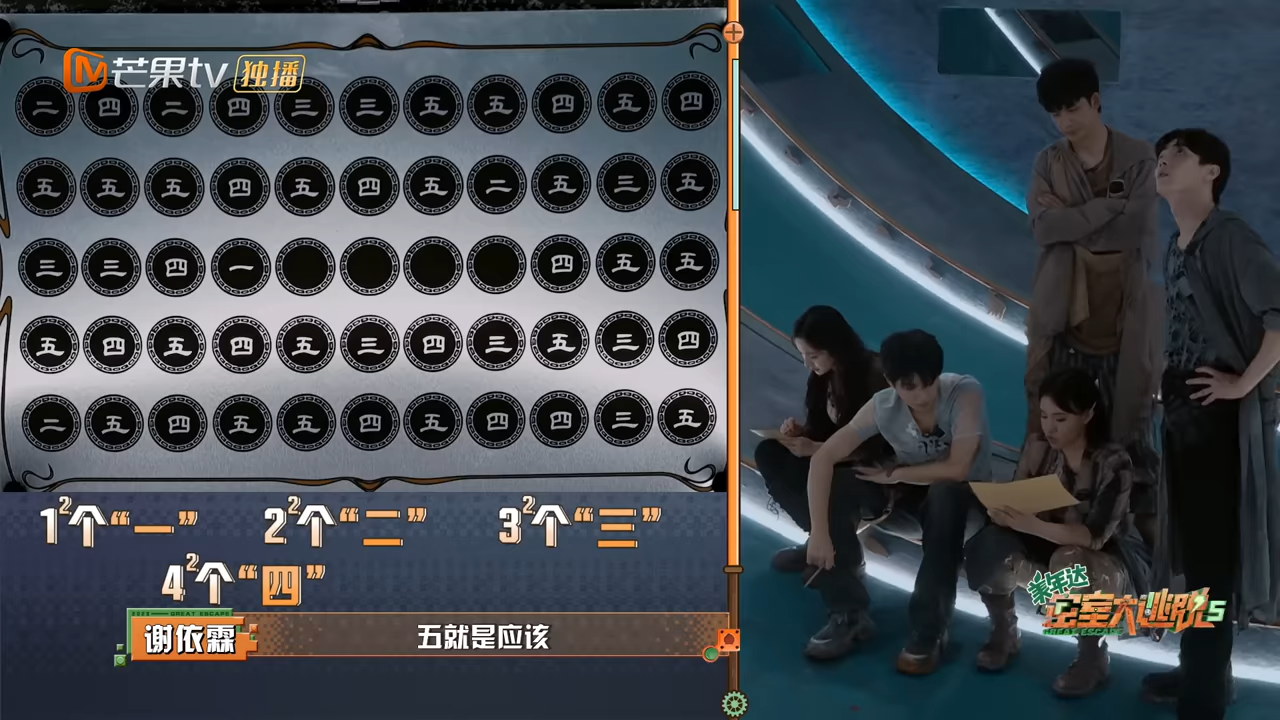 芒果tv 独播
二 四 二 四 三 三 五 五 四 五 四
五 五 五 四 五 四 五 二 五 三 五
三 三 四 一 四 五 五
五 四 五 四 五 三 四 三 五 三 四
二 五 四 五 五 四 五 四 四 三 五
1²个“一” 2²个“二” 3²个“三”
4²个“四”
GREAT ESCAPE
谢依霖 五就是应该
美年达
密室大逃脱5
GREAT ESCAPE